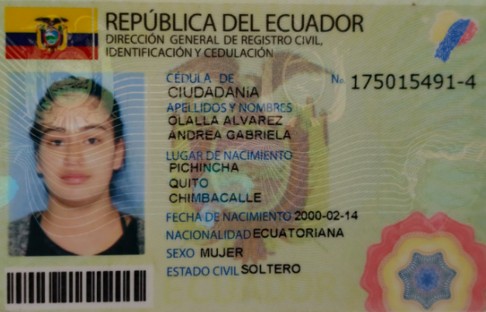 REPÚBLICA DEL ECUADOR
DIRECCIÓN GENERAL DE REGISTRO CIVIL,
IDENTIFICACIÓN Y CEDULACIÓN
CÉDULA DE Nº 175015491-4
CIUDADANÍA
APELLIDOS Y NOMBRES
OLALLA ALVAREZ
ANDREA GABRIELA
LUGAR DE NACIMIENTO
PICHINCHA
QUITO
CHIMBACALLE
FECHA DE NACIMIENTO 2000-02-14
NACIONALIDAD ECUATORIANA
SEXO MUJER
ESTADO CIVIL SOLTERO